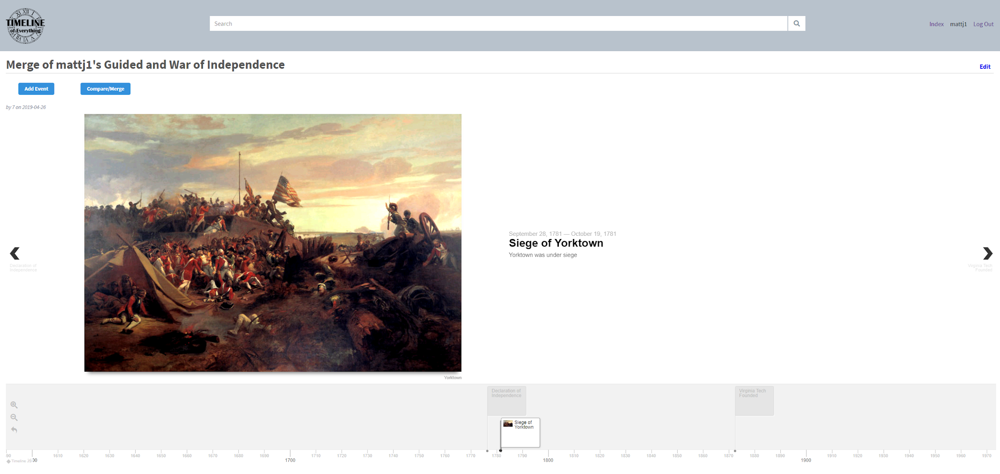 XII
TIMELINE
of Everything
Search
Index mattj1 Log Out
Merge of mattj1's Guided and War of Independence
Edit
Add Event Compare/Merge
by 7 on 2019-04-26
September 28, 1781 — October 19, 1781
Siege of Yorktown
Yorktown was under siege
Declaration of
Independence
Virginia Tech
Founded
Yorktown
Declaration of
Independence
Virginia Tech
Founded
Siege of
Yorktown
90 1610 1620 1630 1640 1650 1660 1670 1680 1690 1710 1720 1730 1740 1750 1760 1770 1780 1790 1810 1820 1830 1840 1850 1860 1870 1880 1890 1910 1920 1930 1940 1950 1960 1970
Timeline JS 00 1700 1800 1900